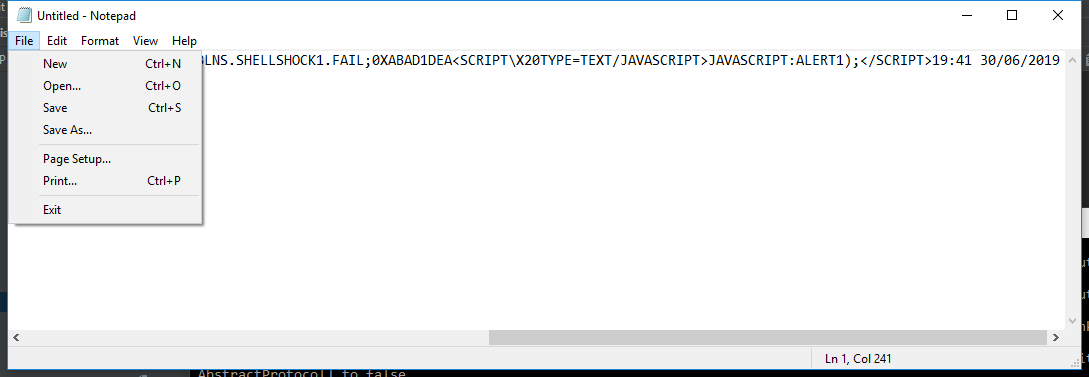 Untitled - Notepad
File Edit Format View Help
LNS.SHELLSHOCK1.FAIL;0XABAD1DEA<SCRIPT\X20TYPE=TEXT/JAVASCRIPT>JAVASCRIPT:ALERT1);</SCRIPT>19:41 30/06/2019
New Ctrl+N
Open... Ctrl+O
Save Ctrl+S
Save As...
Page Setup...
Print... Ctrl+P
Exit
Ln 1, Col 241
AbstractProtocol] to false